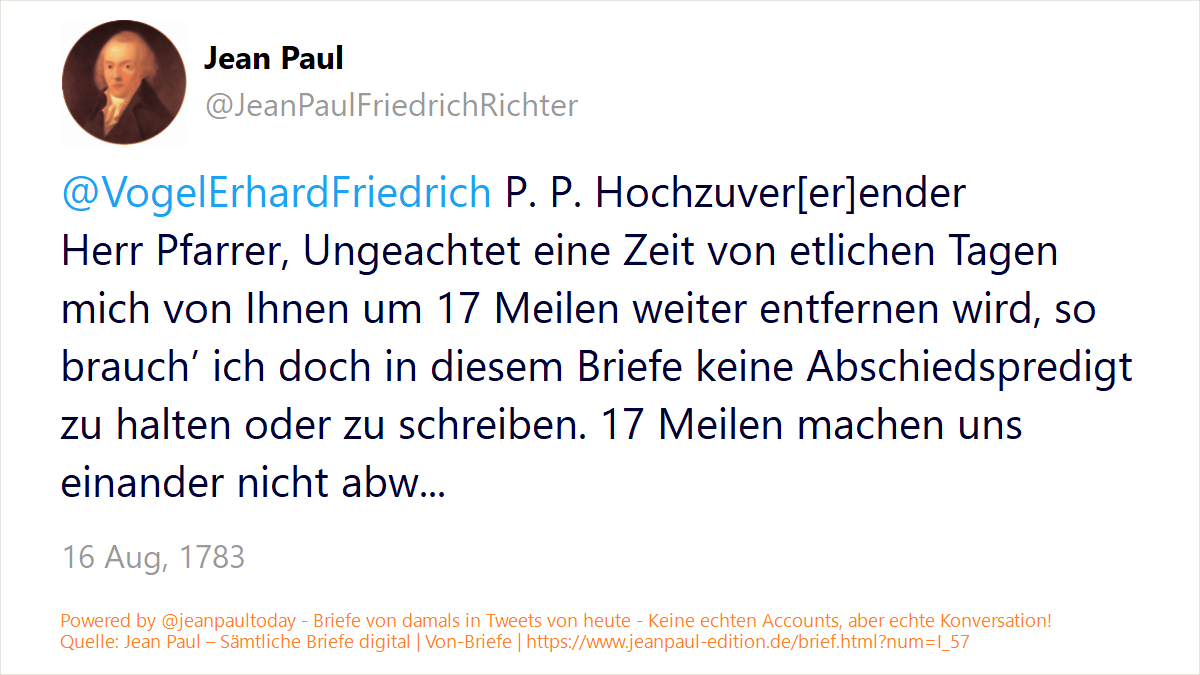 Jean Paul
@JeanPaulFriedrichRichter
@VogelErhardFriedrich P. P. Hochzuver[er]ender
Herr Pfarrer, Ungeachtet eine Zeit von etlichen Tagen
mich von Ihnen um 17 Meilen weiter entfernen wird, so
brauch’ ich doch in diesem Briefe keine Abschiedspredigt
zu halten oder zu schreiben. 17 Meilen machen uns
einander nicht abw...
16 Aug, 1783
Powered by @jeanpaultoday - Briefe von damals in Tweets von heute - Keine echten Accounts, aber echte Konversation!
Quelle: Jean Paul – Sämtliche Briefe digital | Von-Briefe | https://www.jeanpaul-edition.de/brief.html?num=I_57